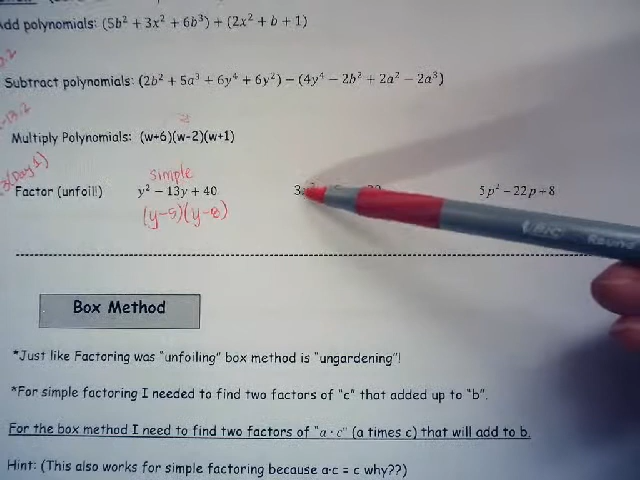 Add polynomials: (5b² + 3x² + 6b³) + (2x² + b + 1)
Subtract polynomials: (2b² + 5a³ + 6y⁴ + 6y²) − (4y⁴ − 2b² + 2a² − 2a³)
Multiply Polynomials: (w+6)(w-2)(w+1)
(Day 1)
simple
Factor (unfoil!) y² − 13y + 40 5p² − 22p + 8
(y-5)(y-8)
BIC
Box Method
*Just like Factoring was "unfoiling" box method is "ungardening"!
*For simple factoring I needed to find two factors of "c" that added up to "b".
For the box method I need to find two factors of "a · c" (a times c) that will add to b.
Hint: (This also works for simple factoring because a·c = c why??)